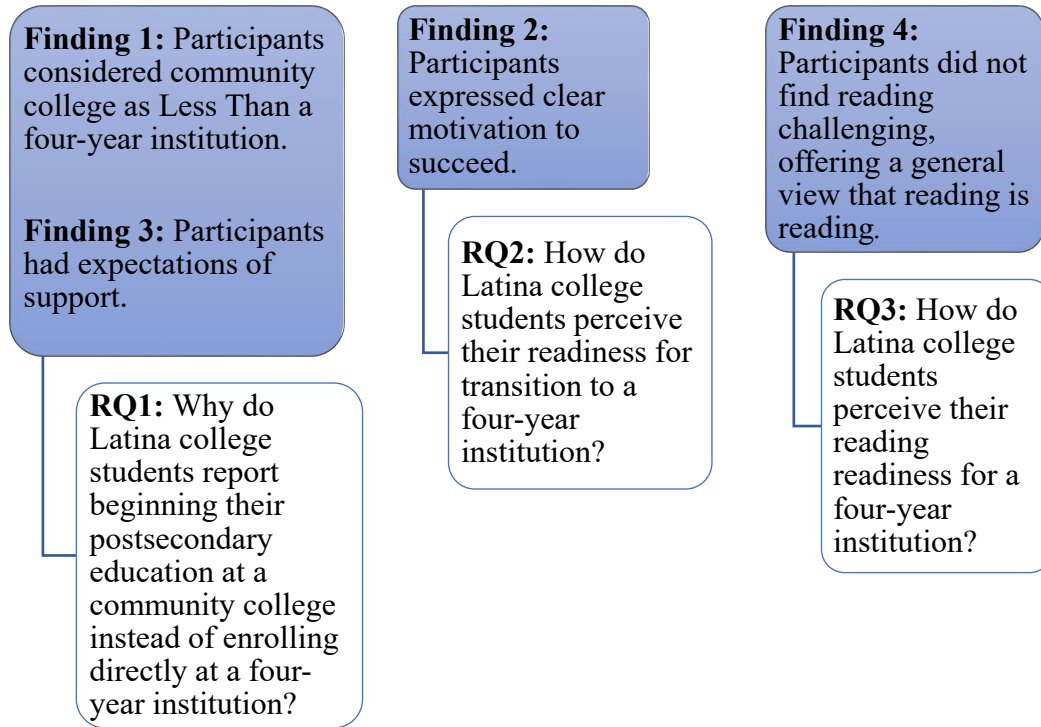 Finding 1: Participants
considered community
college as Less Than a
four-year institution.
Finding 3: Participants
had expectations of
support.
RQ1: Why do
Latina college
students report
beginning their
postsecondary
education at a
community college
instead of enrolling
directly at a four-
year institution?
Finding 2:
Participants
expressed clear
motivation to
succeed.
RQ2: How do
Latina college
students perceive
their readiness for
transition to a
four-year
institution?
Finding 4:
Participants did not
find reading
challenging,
offering a general
view that reading is
reading.
RQ3: How do
Latina college
students
perceive their
reading
readiness for a
four-year
institution?